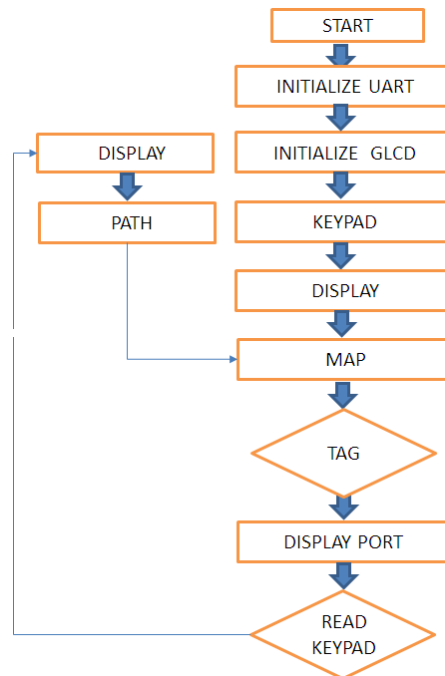 START
INITIALIZE UART
INITIALIZE GLCD
KEYPAD
DISPLAY
MAP
TAG
DISPLAY PORT
READ
KEYPAD
DISPLAY
PATH